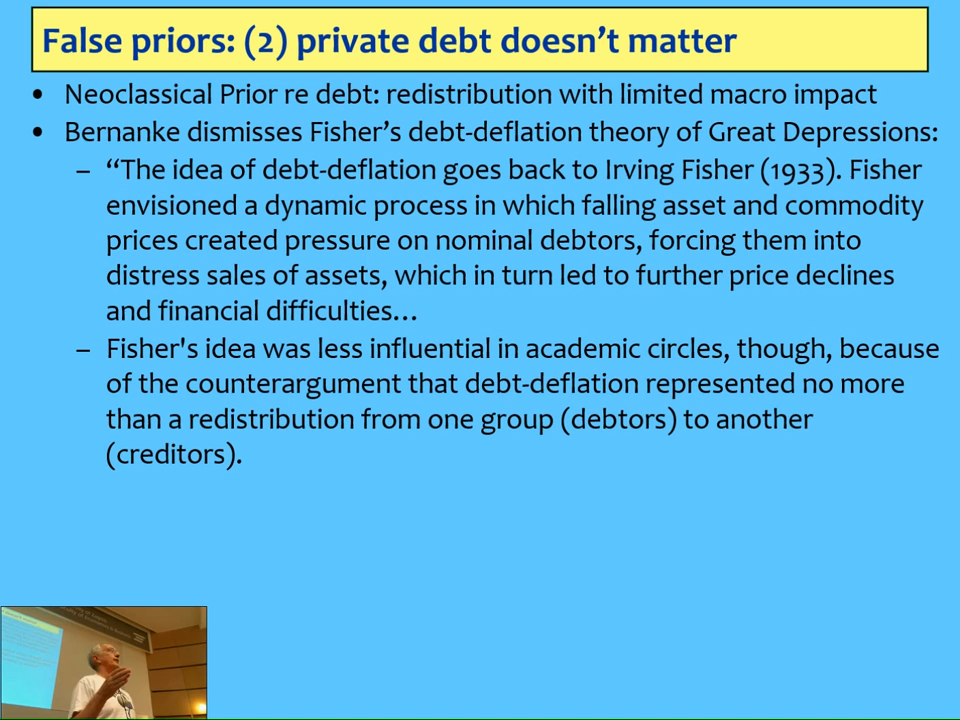 False priors: (2) private debt doesn’t matter
• Neoclassical Prior re debt: redistribution with limited macro impact
• Bernanke dismisses Fisher’s debt-deflation theory of Great Depressions:
– “The idea of debt-deflation goes back to Irving Fisher (1933). Fisher
envisioned a dynamic process in which falling asset and commodity
prices created pressure on nominal debtors, forcing them into
distress sales of assets, which in turn led to further price declines
and financial difficulties…
– Fisher's idea was less influential in academic circles, though, because
of the counterargument that debt-deflation represented no more
than a redistribution from one group (debtors) to another
(creditors).